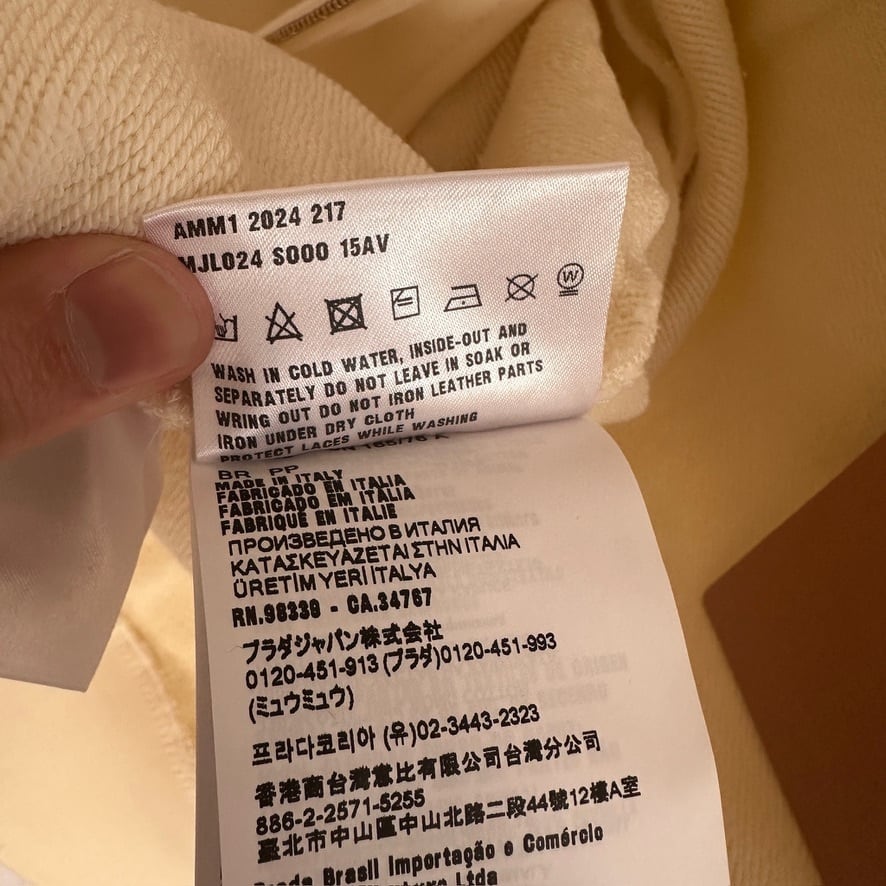 AMM1 2024 217
MJL024 S000 15AV
W
WASH IN COLD WATER, INSIDE-OUT AND
SEPARATELY DO NOT LEAVE IN SOAK OR
WRING OUT DO NOT IRON LEATHER PARTS
IRON UNDER DRY CLOTH
PROTECT LACES WHILE WASHING
165/76 A
BR PP
MADE IN ITALY
FABRICADO EN ITALIA
FABRICADO EM ITÁLIA
FABRIQUÉ EN ITALIE
ПРОИЗВЕДЕНО В ИТАЛИЯ
ΚΑΤΑΣΚΕΥΑΖΕΤΑΙ ΣΤΗΝ ΙΤΑΛΙΑ
ÜRETİM YERİ İTALYA
RN.98339 - CA.34767
プラダジャパン株式会社
0120-451-913 (プラダ)0120-451-993
(ミュウミュウ)
프라다코리아 (유)02-3443-2323
香港商台灣意比有限公司台灣分公司
886-2-2571-5255
臺北市中山區中山北路二段44號12樓A室
Prada Brasil Importação e Comércio
Ltda